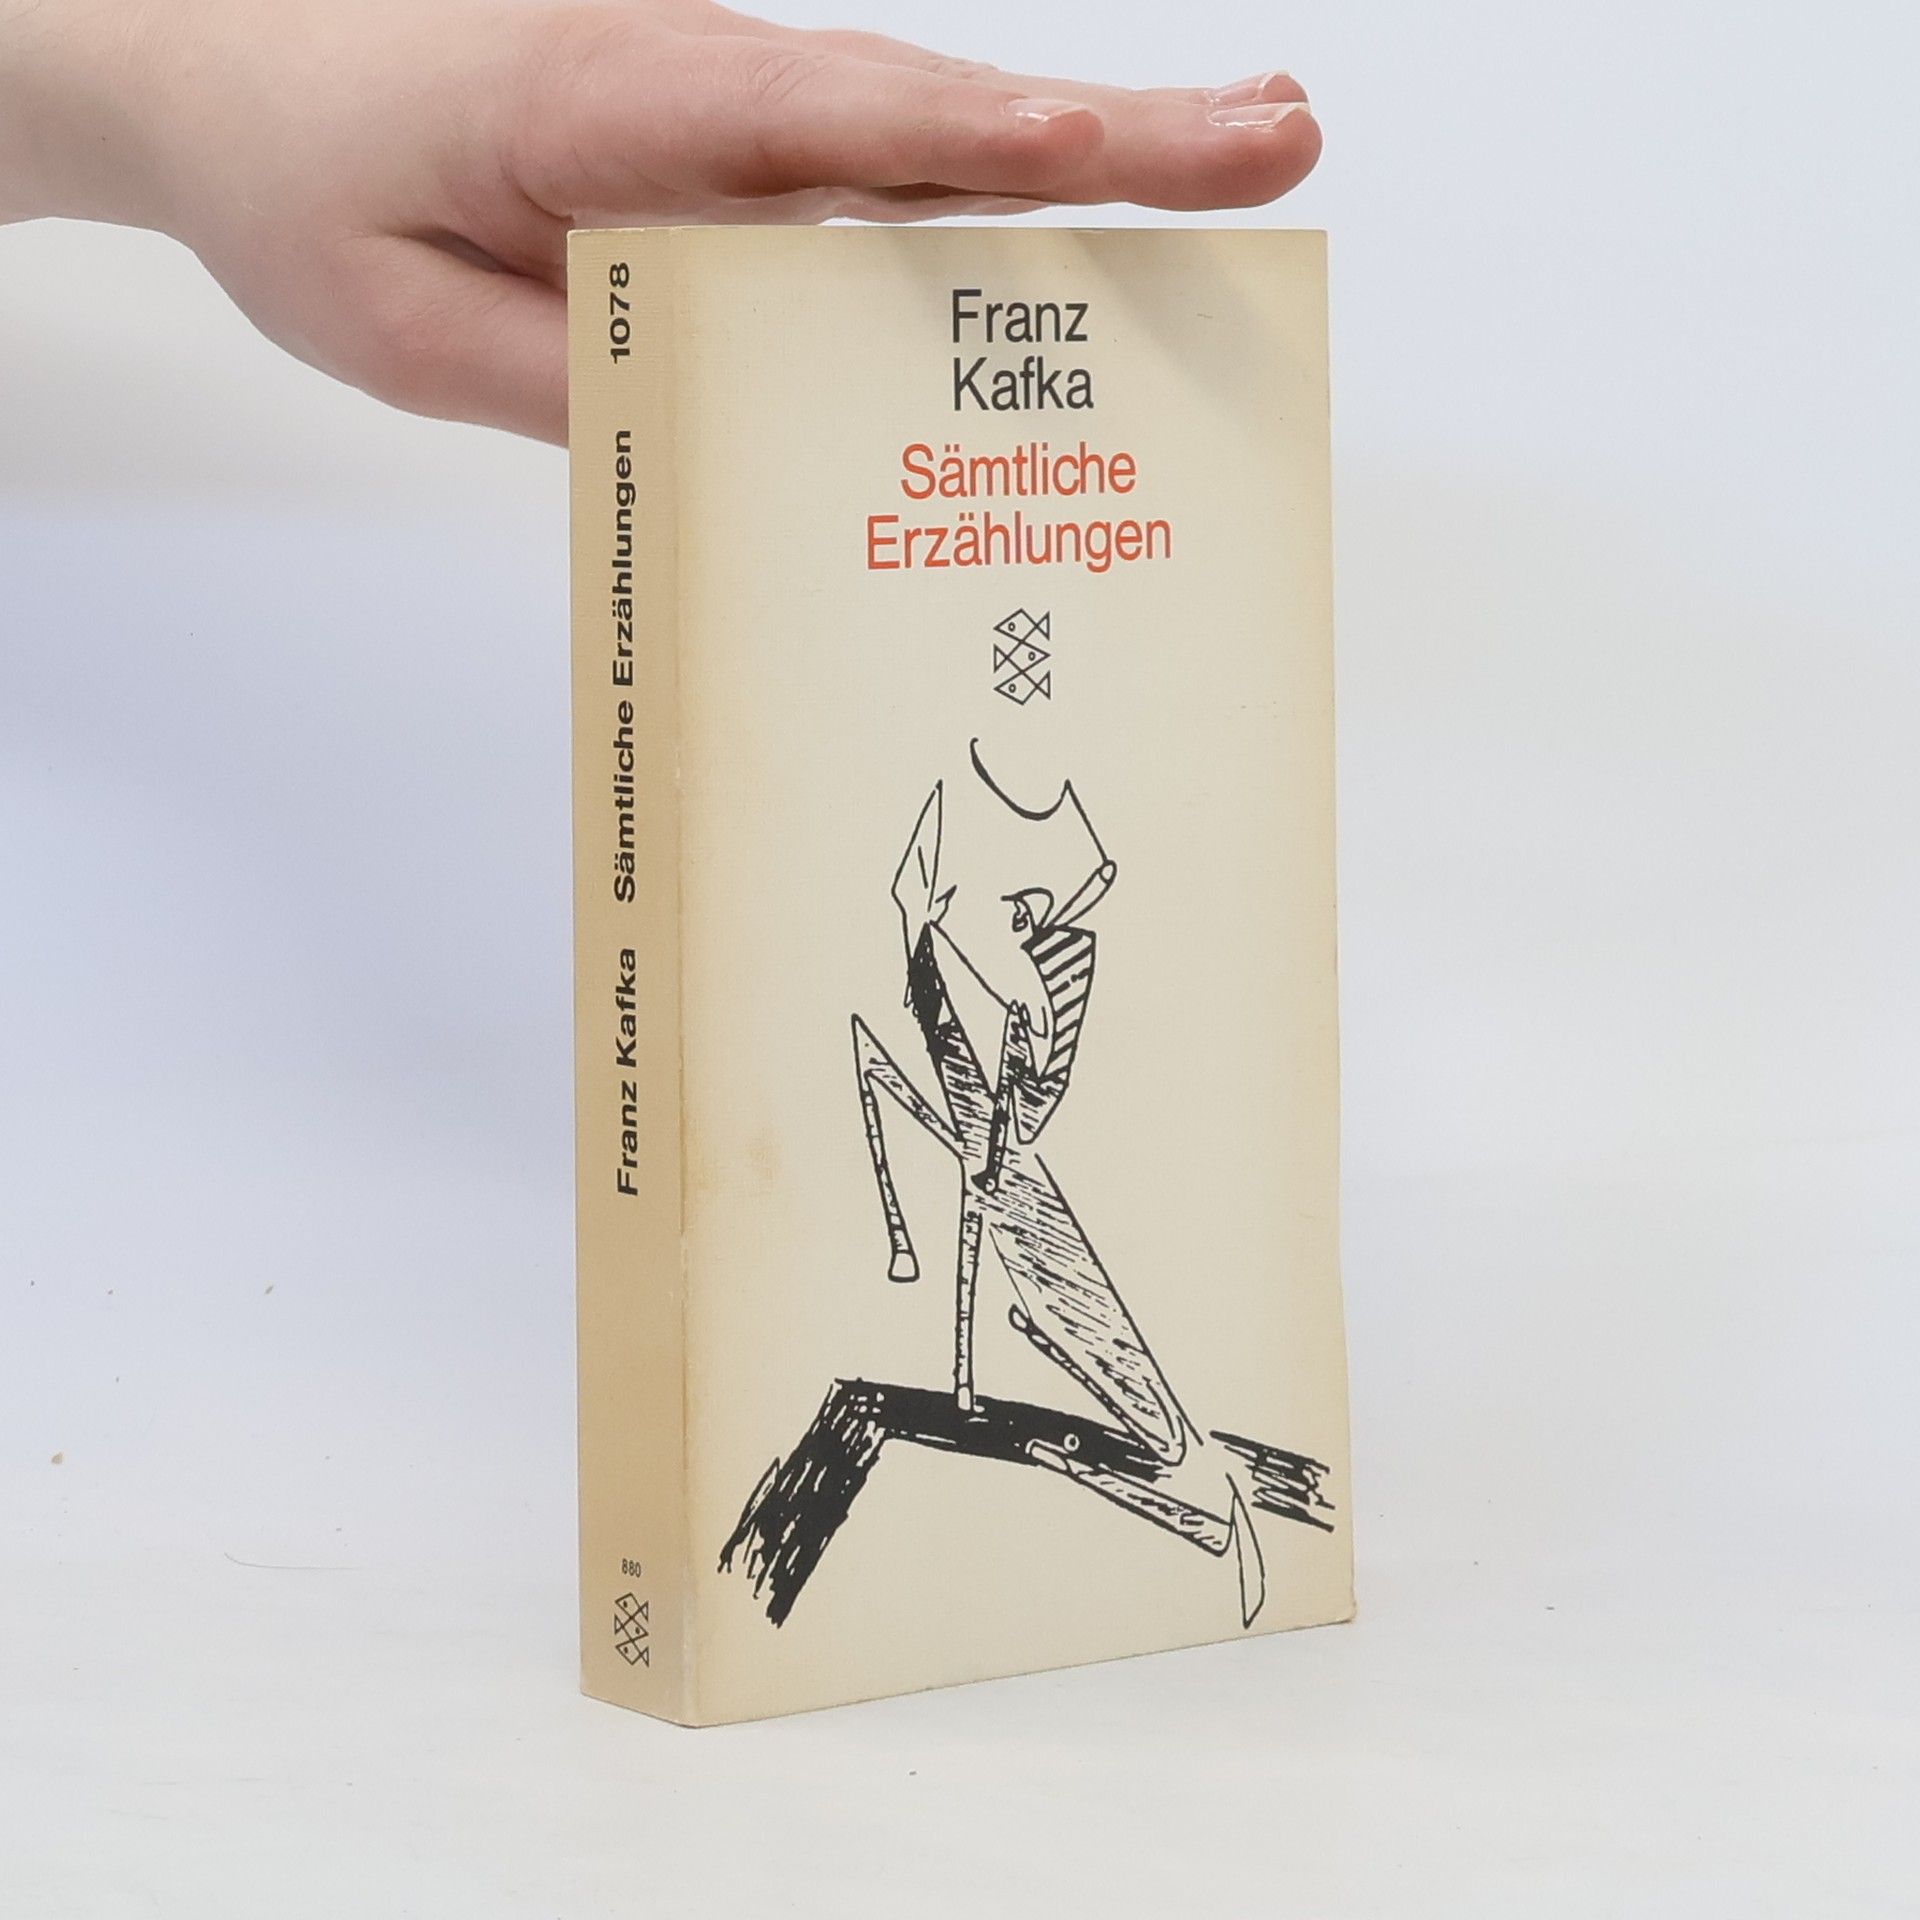 Franz
Kafka
Sämtliche
Erzählungen
Franz Kafka Sämtliche Erzählungen 1078
880